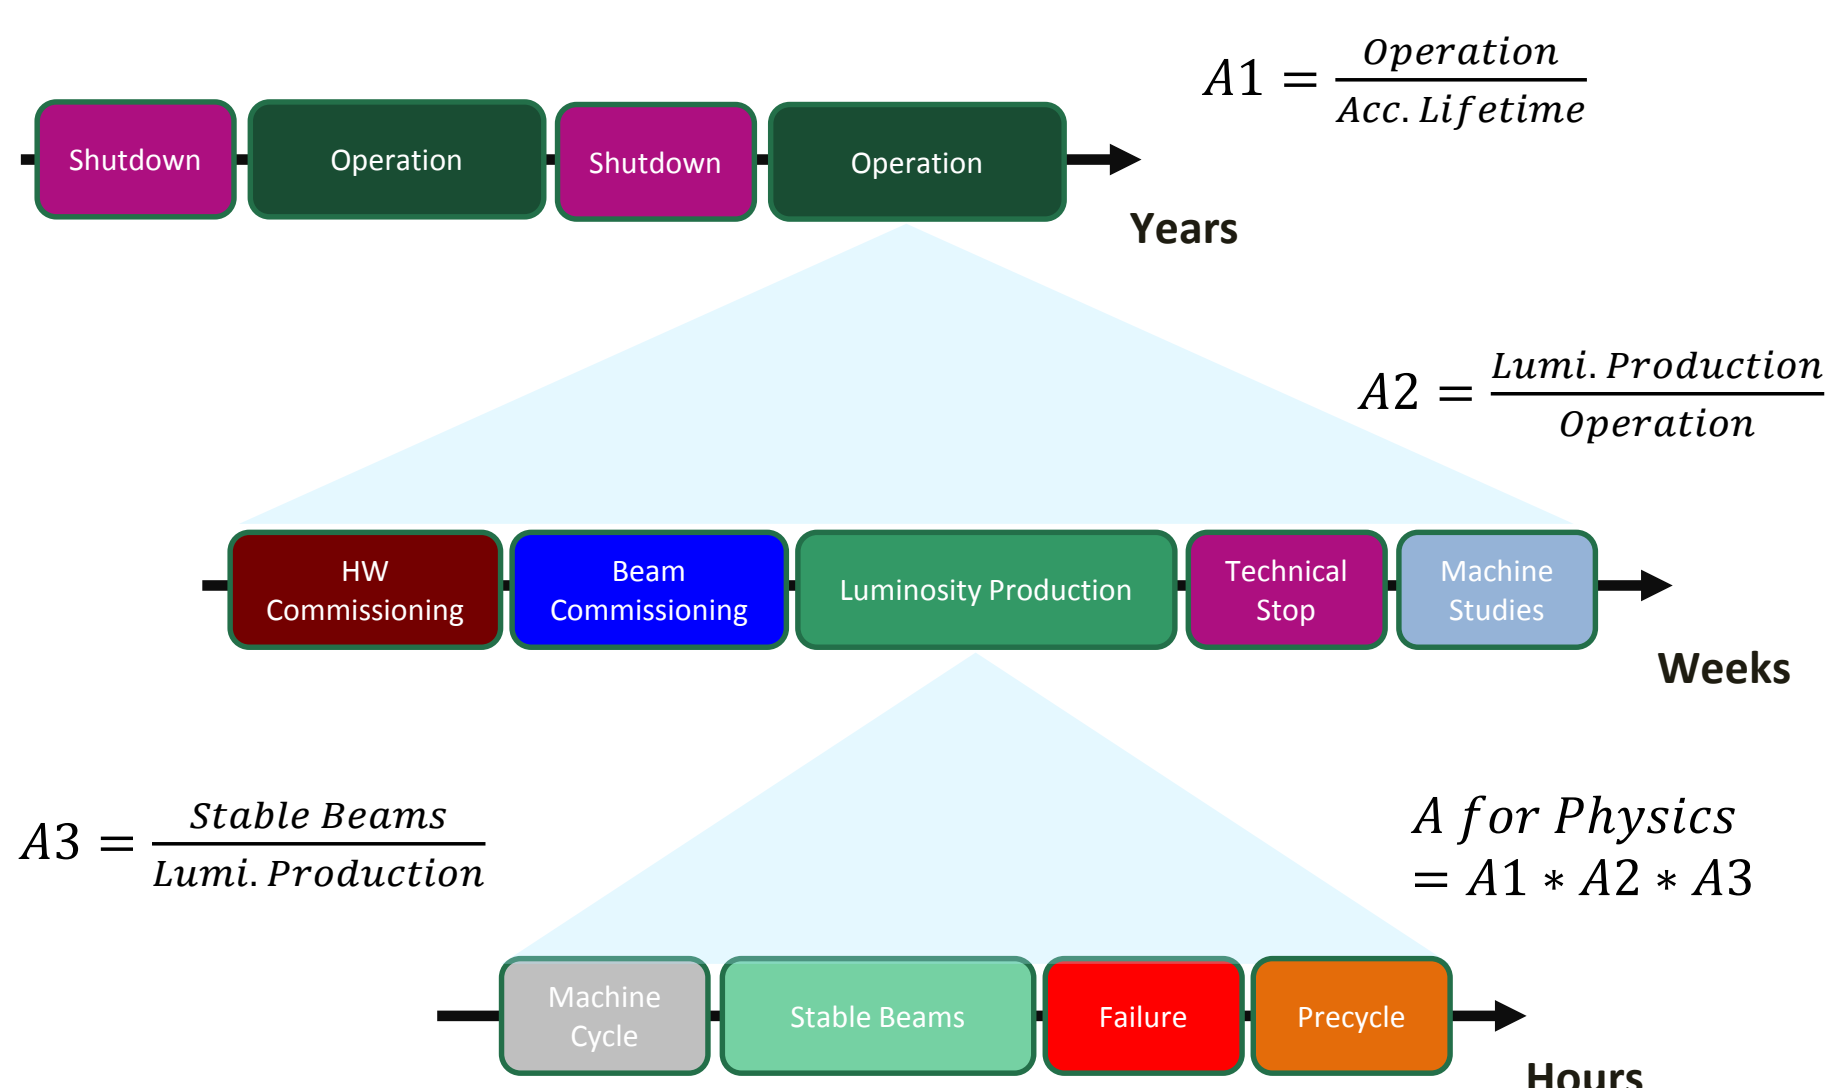 A1 = Operation / Acc. Lifetime
Shutdown
Operation
Shutdown
Operation
Years
A2 = Lumi. Production / Operation
HW
Commissioning
Beam
Commissioning
Luminosity Production
Technical
Stop
Machine
Studies
Weeks
A3 = Stable Beams / Lumi. Production
A for Physics
= A1 * A2 * A3
Machine
Cycle
Stable Beams
Failure
Precycle
Hours